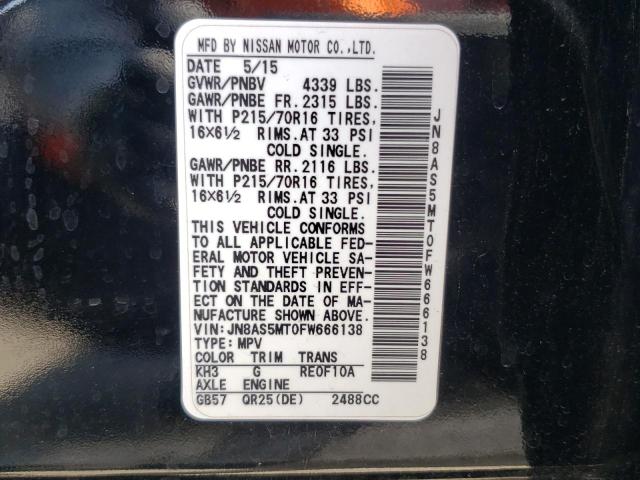 MFD BY NISSAN MOTOR CO.,LTD.
DATE 5/15
GVWR/PNBV 4339 LBS.
GAWR/PNBE FR. 2315 LBS.
WITH P215/70R16 TIRES,
16X6½ RIMS. AT 33 PSI
COLD SINGLE.
GAWR/PNBE RR. 2116 LBS.
WITH P215/70R16 TIRES,
16X6½ RIMS. AT 33 PSI
COLD SINGLE.
THIS VEHICLE CONFORMS
TO ALL APPLICABLE FED-
ERAL MOTOR VEHICLE SA-
FETY AND THEFT PREVEN-
TION STANDARDS IN EFF-
ECT ON THE DATE OF MA-
NUFACTURE SHOWN ABOVE.
VIN: JN8AS5MT0FW666138
TYPE: MPV
COLOR TRIM TRANS
KH3 G RE0F10A
AXLE ENGINE
GB57 QR25(DE) 2488CC
JN8AS5MT0FW666138